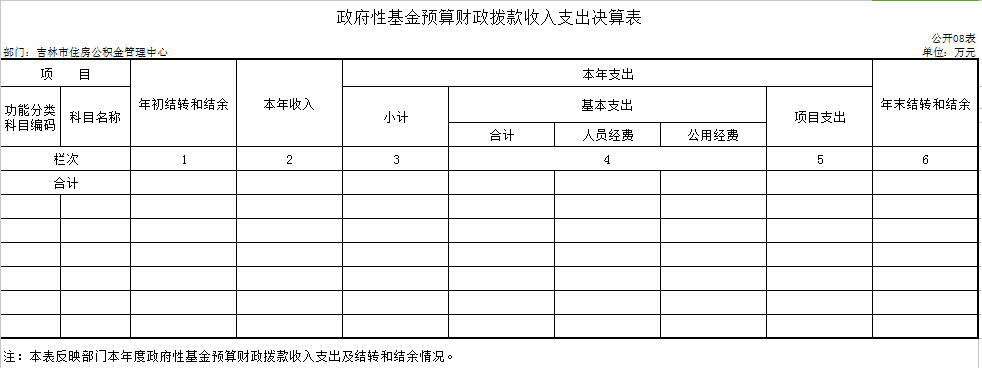 政府性基金预算财政拨款收入支出决算表
公开08表
部门：吉林市住房公积金管理中心
单位：万元
项 目
年初结转和结余
本年收入
本年支出
年末结转和结余
功能分类
科目编码
科目名称
小计
基本支出
项目支出
合计
人员经费
公用经费
栏次
1
2
3
4
5
6
合计
注：本表反映部门本年度政府性基金预算财政拨款收入支出及结转和结余情况。